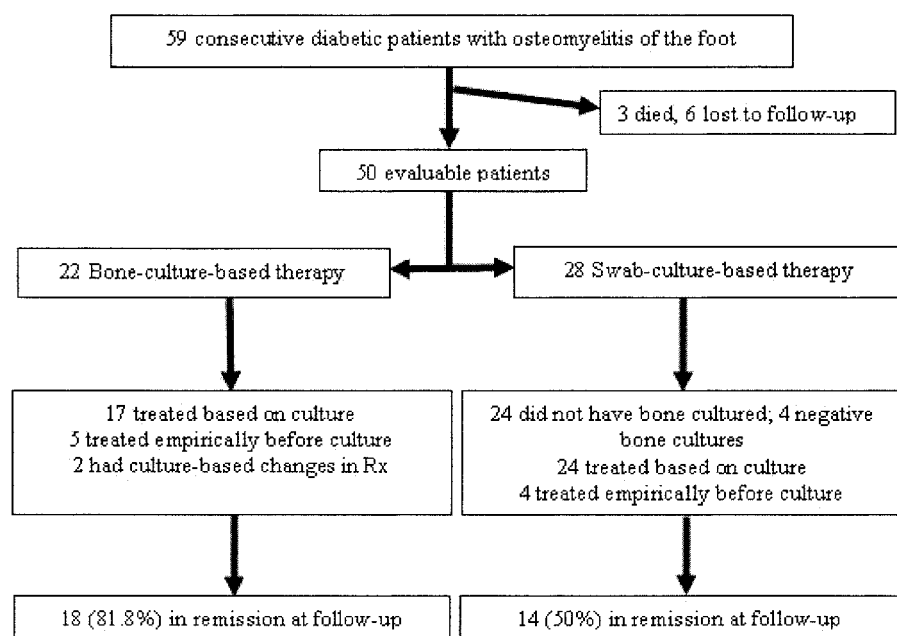 59 consecutive diabetic patients with osteomyelitis of the foot
3 died, 6 lost to follow-up
50 evaluable patients
22 Bone-culture-based therapy
28 Swab-culture-based therapy
17 treated based on culture
5 treated empirically before culture
2 had culture-based changes in Rx
24 did not have bone cultured; 4 negative
bone cultures
24 treated based on culture
4 treated empirically before culture
18 (81.8%) in remission at follow-up
14 (50%) in remission at follow-up